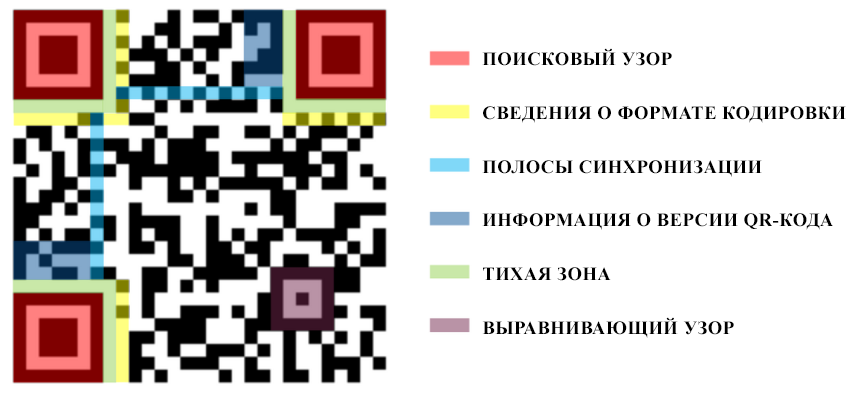 ПОИСКОВЫЙ УЗОР
СВЕДЕНИЯ О ФОРМАТЕ КОДИРОВКИ
ПОЛОСЫ СИНХРОНИЗАЦИИ
ИНФОРМАЦИЯ О ВЕРСИИ QR-КОДА
ТИХАЯ ЗОНА
ВЫРАВНИВАЮЩИЙ УЗОР